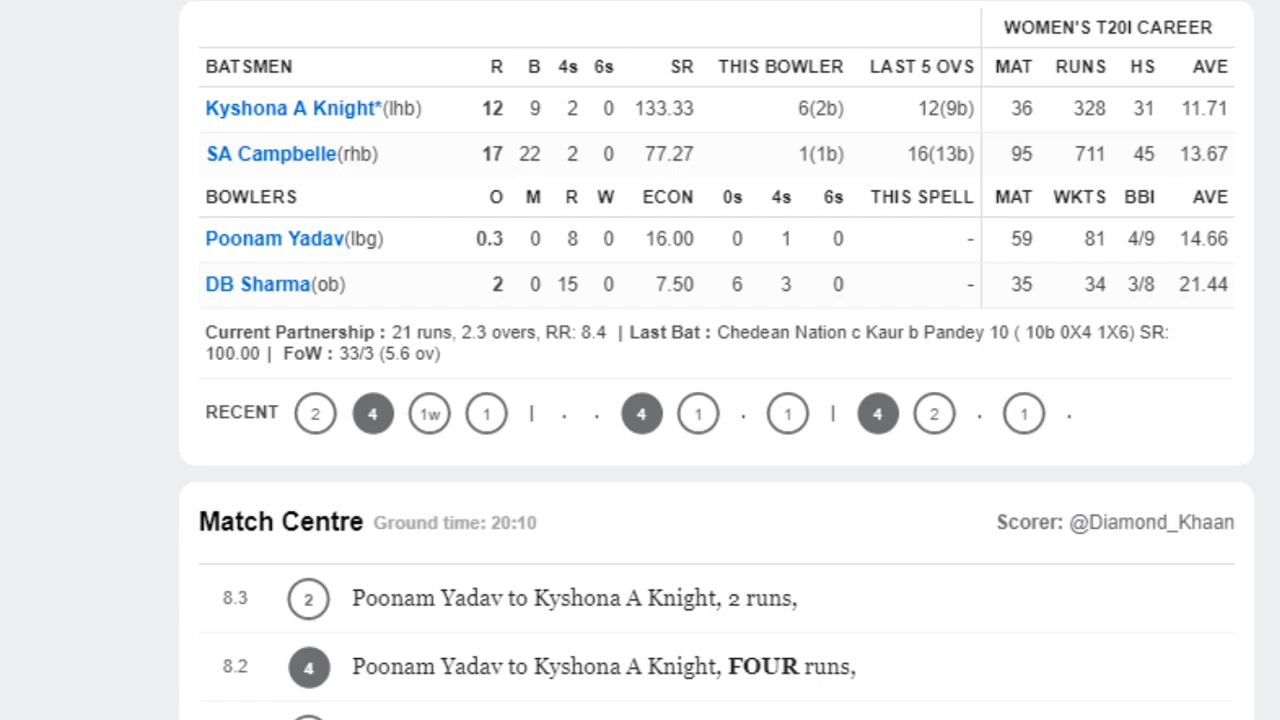 WOMEN'S T20I CAREER
BATSMEN R B 4s 6s SR THIS BOWLER LAST 5 OVS MAT RUNS HS AVE
Kyshona A Knight*(lhb) 12 9 2 0 133.33 6(2b) 12(9b) 36 328 31 11.71
SA Campbelle(rhb) 17 22 2 0 77.27 1(1b) 16(13b) 95 711 45 13.67
BOWLERS O M R W ECON 0s 4s 6s THIS SPELL MAT WKTS BBI AVE
Poonam Yadav(lbg) 0.3 0 8 0 16.00 0 1 0 - 59 81 4/9 14.66
DB Sharma(ob) 2 0 15 0 7.50 6 3 0 - 35 34 3/8 21.44
Current Partnership : 21 runs, 2.3 overs, RR: 8.4 | Last Bat : Chedean Nation c Kaur b Pandey 10 ( 10b 0X4 1X6) SR:
100.00 | FoW : 33/3 (5.6 ov)
RECENT 2 4 1w 1 | . . 4 1 . 1 | 4 2 . 1 .
Match Centre Ground time: 20:10 Scorer: @Diamond_Khaan
8.3 2 Poonam Yadav to Kyshona A Knight, 2 runs,
8.2 4 Poonam Yadav to Kyshona A Knight, FOUR runs,